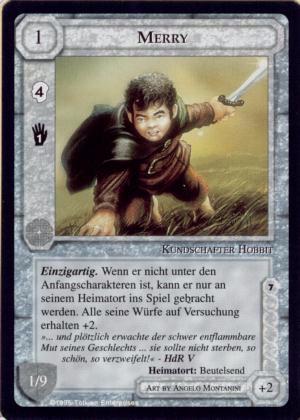 1
MERRY
4
1
KUNDSCHAFTER HOBBIT
Einzigartig. Wenn er nicht unter den
Anfangscharakteren ist, kann er nur an
seinem Heimatort ins Spiel gebracht
werden. Alle seine Würfe auf Versuchung
erhalten +2.
7
»... und plötzlich erwachte der schwer entflammbare
Mut seines Geschlechts ... sie sollte nicht sterben, so
schön, so verzweifelt!« - HdR V
Heimatort: Beutelsend
1/9
©1995 Tolkien Enterprises
ART BY ANGELO MONTANINI
+2